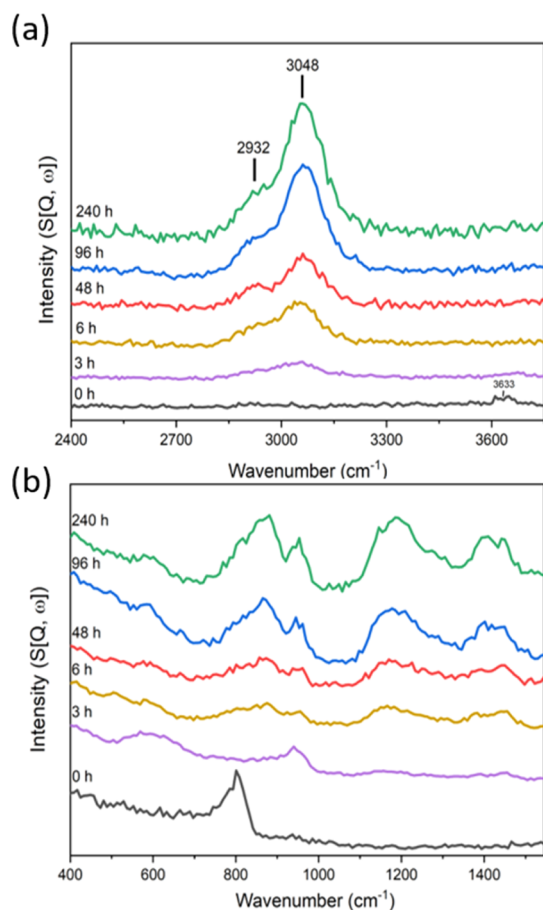 (a)
3048
2932
240 h
96 h
48 h
6 h
3 h
0 h
3633
Intensity (S[Q, ω])
2400 2700 3000 3300 3600
Wavenumber (cm⁻¹)
(b)
240 h
96 h
48 h
6 h
3 h
0 h
Intensity (S[Q, ω])
400 600 800 1000 1200 1400
Wavenumber (cm⁻¹)